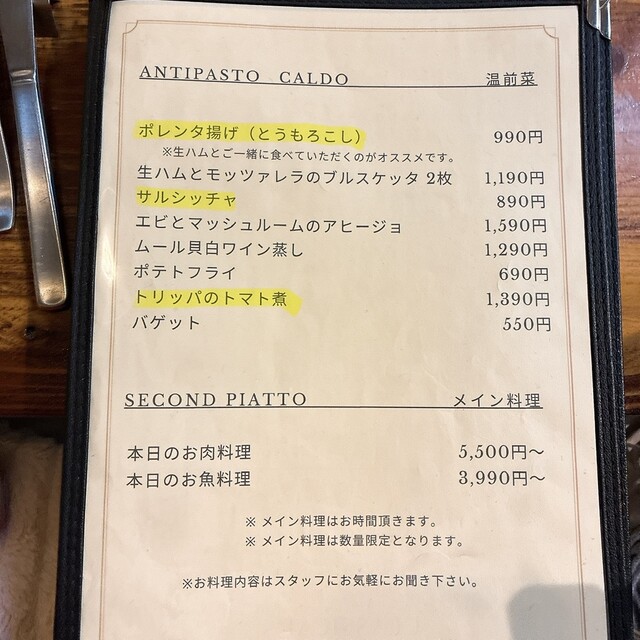 ANTIPASTO CALDO 温前菜
ポレンタ揚げ（とうもろこし） 990円
※生ハムとご一緒に食べていただくのがオススメです。
生ハムとモッツァレラのブルスケッタ 2枚 1,190円
サルシッチャ 890円
エビとマッシュルームのアヒージョ 1,590円
ムール貝白ワイン蒸し 1,290円
ポテトフライ 690円
トリッパのトマト煮 1,390円
バゲット 550円
SECOND PIATTO メイン料理
本日のお肉料理 5,500円〜
本日のお魚料理 3,990円〜
※ メイン料理はお時間頂きます。
※ メイン料理は数量限定となります。
※お料理内容はスタッフにお気軽にお聞き下さい。